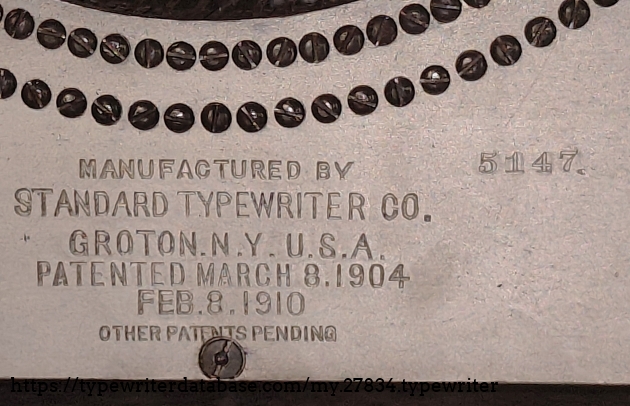 MANUFACTURED BY
5147.
STANDARD TYPEWRITER CO.
GROTON.N.Y. U.S.A.
PATENTED MARCH 8.1904
FEB.8.1910
OTHER PATENTS PENDING
https://typewriterdatabase.com/my.27834.typewriter